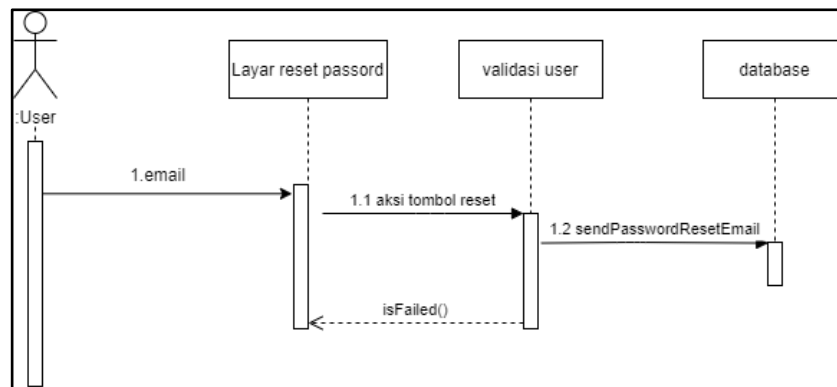 Layar reset passord
validasi user
database
:User
1.email
1.1 aksi tombol reset
1.2 sendPasswordResetEmail
isFailed()